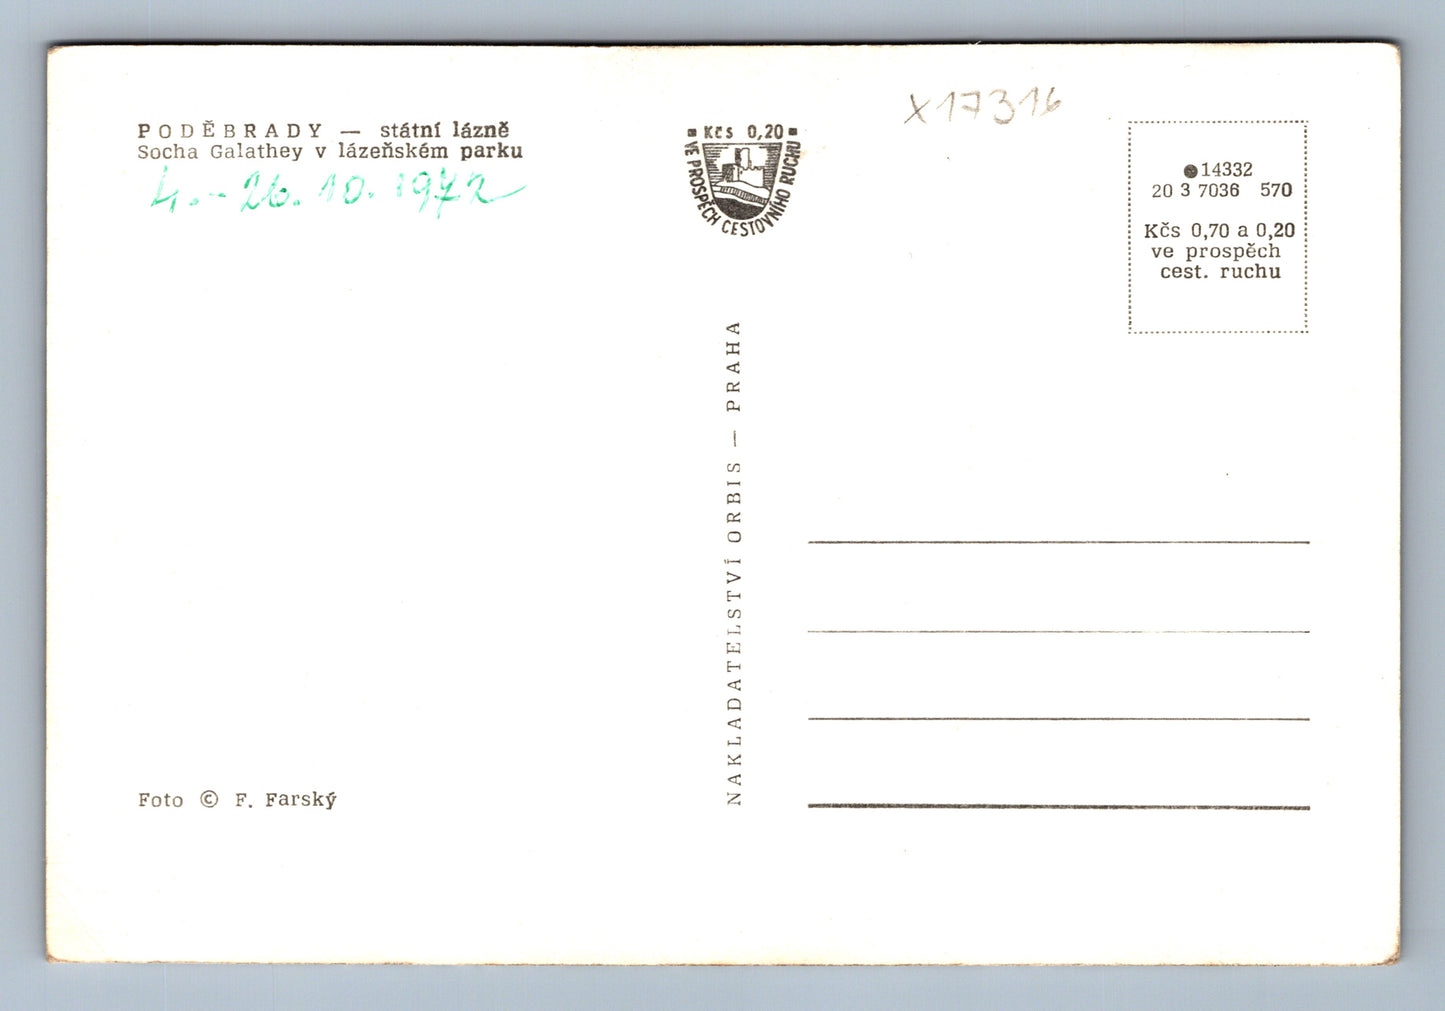 PODĚBRADY — státní lázně
Socha Galathey v lázeňském parku
4.-26.10.1972
Kčs 0,20
VE PROSPĚCH CESTOVNÍHO RUCHU
X17316
14332
20 3 7036 570
Kčs 0,70 a 0,20
ve prospěch
cest. ruchu
NAKLADATELSTVÍ ORBIS — PRAHA
Foto © F. Farský